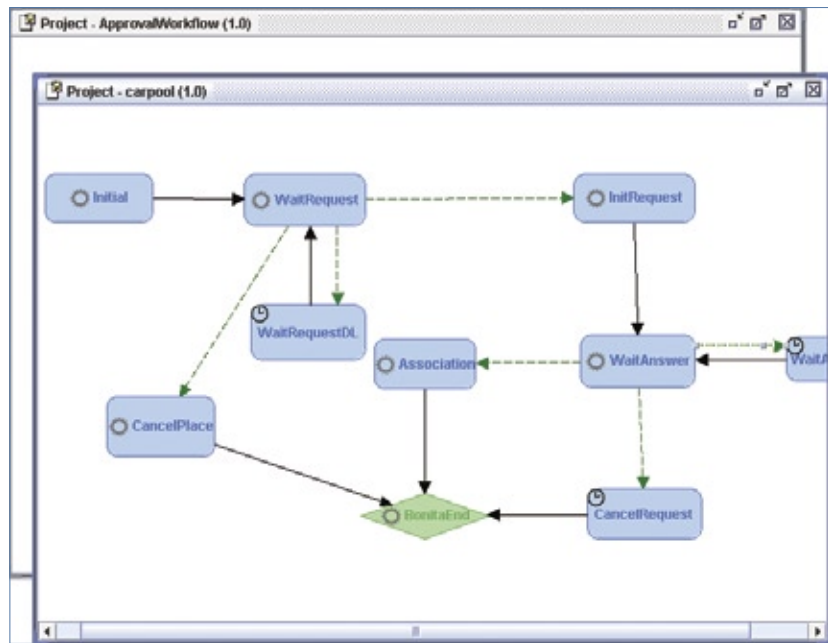 Project - ApprovalWorkflow (1.0)
Project - carpool (1.0)
Initial
WaitRequest
InitRequest
WaitRequestDL
Association
WaitAnswer
CancelPlace
BonitaEnd
CancelRequest